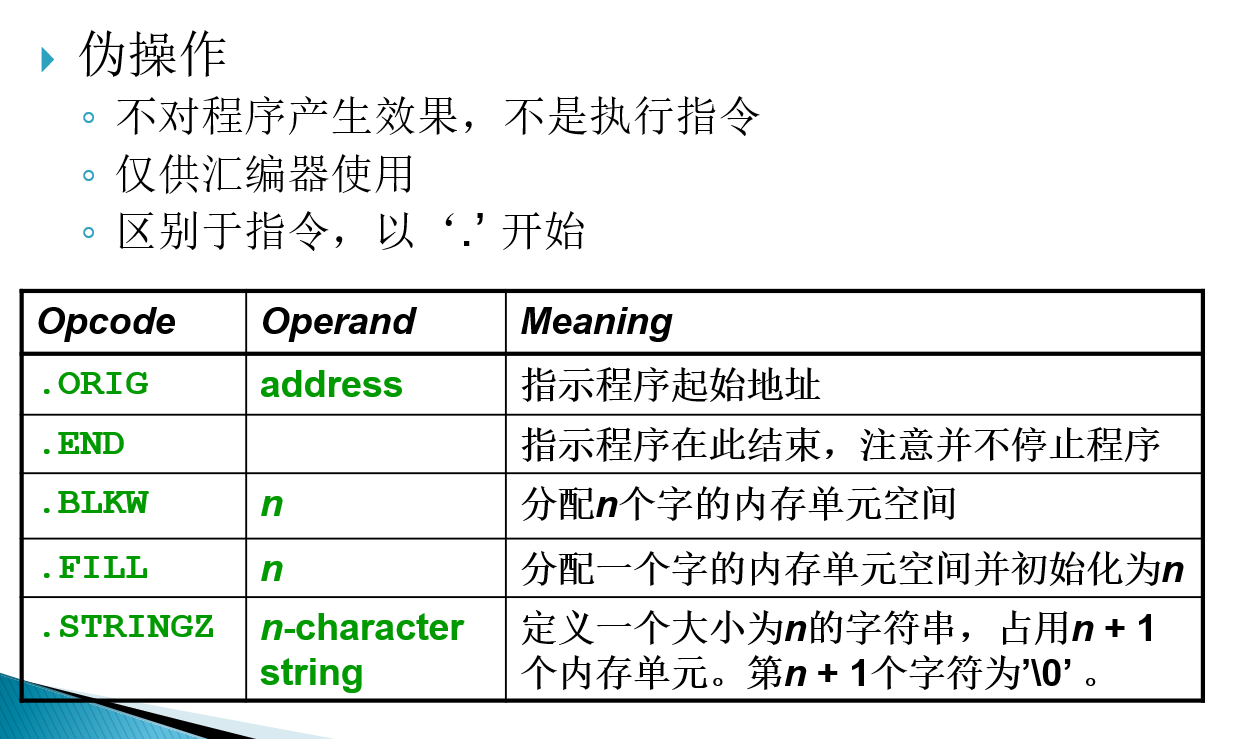 伪操作
不对程序产生效果，不是执行指令
仅供汇编器使用
区别于指令，以‘.’开始
Opcode Operand Meaning
.ORIG address 指示程序起始地址
.END 指示程序在此结束，注意并不停止程序
.BLKW n 分配n个字的内存单元空间
.FILL n 分配一个字的内存单元空间并初始化为n
.STRINGZ n-character 定义一个大小为n的字符串，占用n + 1
string 个内存单元。第n + 1个字符为’\0’ 。